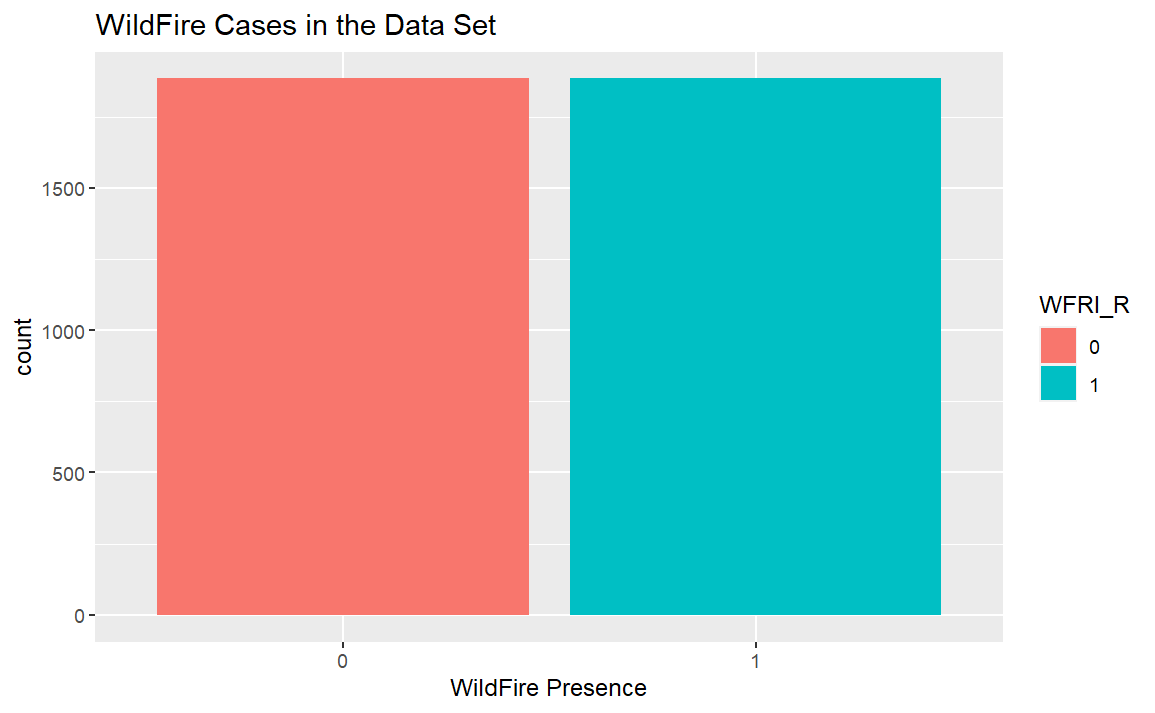 WildFire Cases in the Data Set
count
1500
1000
500
0
0
1
WildFire Presence
WFRI_R
0
1